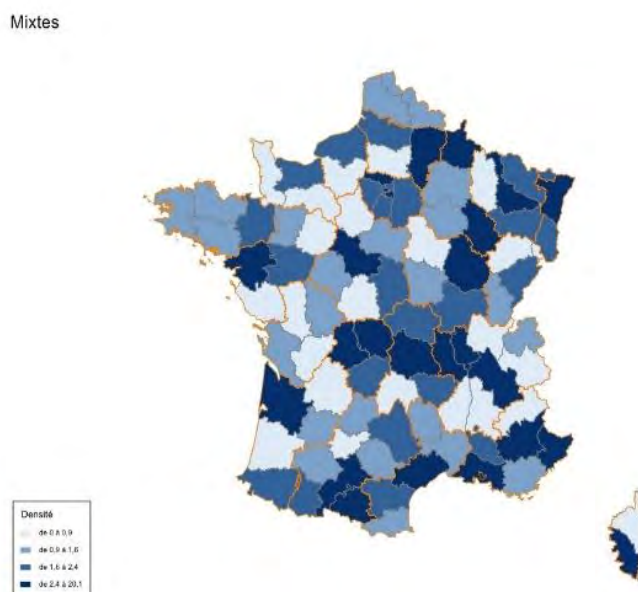 Mixtes
Densité
de 0 à 0,9
de 0,9 à 1,6
de 1,6 à 2,4
de 2,4 à 20,1